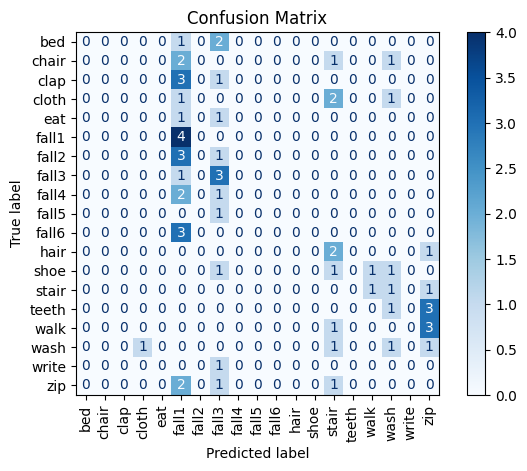 Confusion Matrix
bed 0 0 0 0 0 1 0 2 0 0 0 0 0 0 0 0 0 0 0
chair 0 0 0 0 0 2 0 0 0 0 0 0 0 1 0 0 1 0 0
clap 0 0 0 0 0 3 0 1 0 0 0 0 0 0 0 0 0 0 0
cloth 0 0 0 0 0 1 0 0 0 0 0 0 0 2 0 0 1 0 0
eat 0 0 0 0 0 1 0 1 0 0 0 0 0 0 0 0 0 0 0
fall1 0 0 0 0 0 4 0 0 0 0 0 0 0 0 0 0 0 0 0
fall2 0 0 0 0 0 3 0 1 0 0 0 0 0 0 0 0 0 0 0
fall3 0 0 0 0 0 1 0 3 0 0 0 0 0 0 0 0 0 0 0
fall4 0 0 0 0 0 2 0 1 0 0 0 0 0 0 0 0 0 0 0
fall5 0 0 0 0 0 0 0 1 0 0 0 0 0 0 0 0 0 0 0
fall6 0 0 0 0 0 3 0 0 0 0 0 0 0 0 0 0 0 0 0
hair 0 0 0 0 0 0 0 0 0 0 0 0 0 2 0 0 0 0 1
shoe 0 0 0 0 0 0 0 1 0 0 0 0 0 1 0 1 1 0 0
stair 0 0 0 0 0 0 0 0 0 0 0 0 0 0 0 1 1 0 1
teeth 0 0 0 0 0 0 0 0 0 0 0 0 0 0 0 0 1 0 3
walk 0 0 0 0 0 0 0 0 0 0 0 0 0 1 0 0 0 0 3
wash 0 0 0 1 0 0 0 0 0 0 0 0 0 1 0 0 1 0 1
write 0 0 0 0 0 0 0 1 0 0 0 0 0 0 0 0 0 0 0
zip 0 0 0 0 0 2 0 1 0 0 0 0 0 1 0 0 0 0 0
bed chair clap cloth eat fall1 fall2 fall3 fall4 fall5 fall6 hair shoe stair teeth walk wash write zip
Predicted label
True label
4.0
3.5
3.0
2.5
2.0
1.5
1.0
0.5
0.0